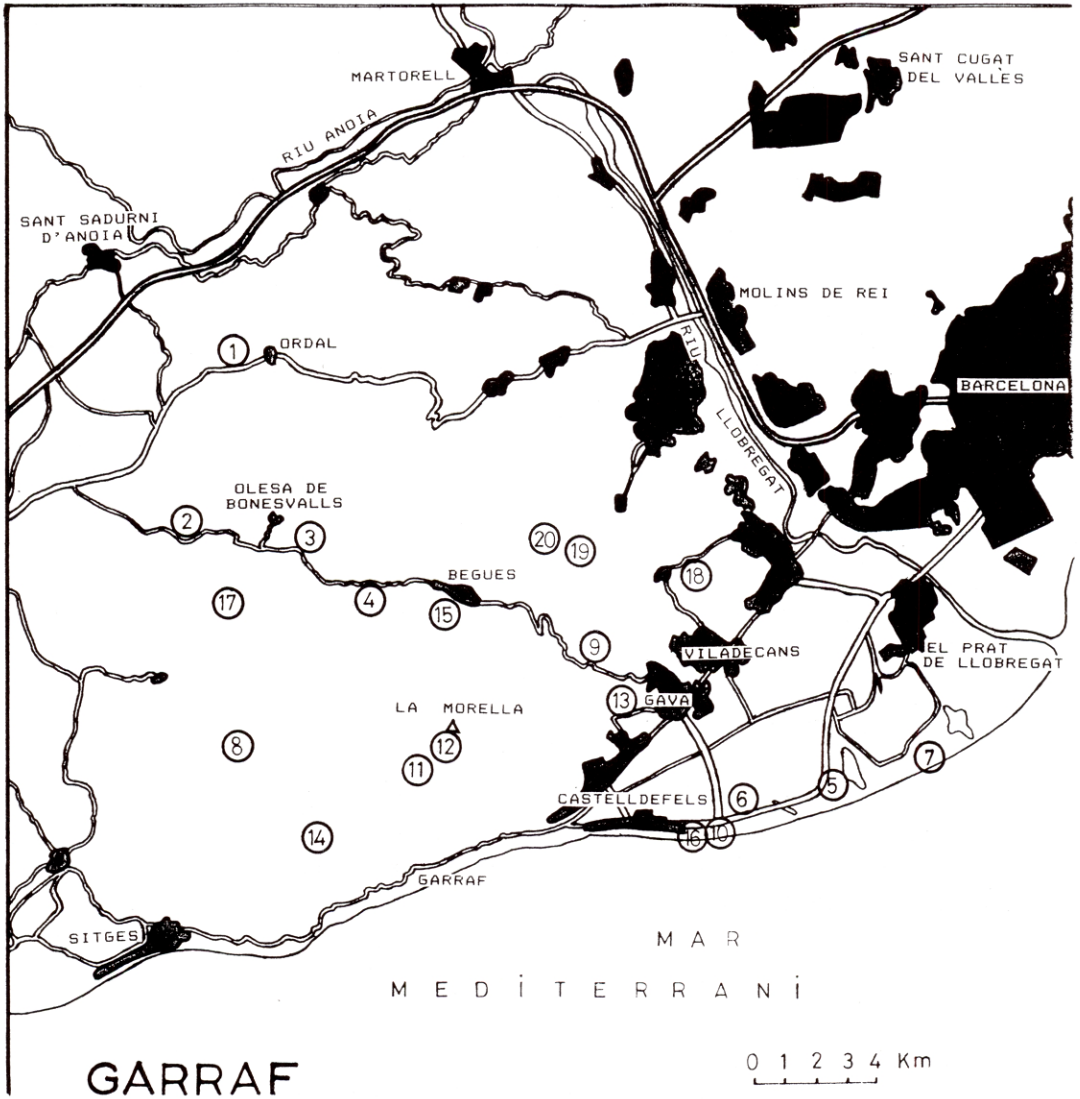 SANT CUGAT
DEL VALLÈS
MARTORELL
RIU ANOIA
SANT SADURNI
D'ANOIA
MOLINS DE REI
1
ORDAL
RIU
LLOBREGAT
BARCELONA
OLESA DE
BONESVALLS
2
3
20
19
18
BEGUES
4
15
17
9
VILADECANS
EL PRAT
DE LLOBREGAT
13
GAVA
LA MORELLA
12
11
8
7
5
6
CASTELLDEFELS
16
10
14
GARRAF
SITGES
MAR
MEDITERRANI
GARRAF
0 1 2 3 4 Km